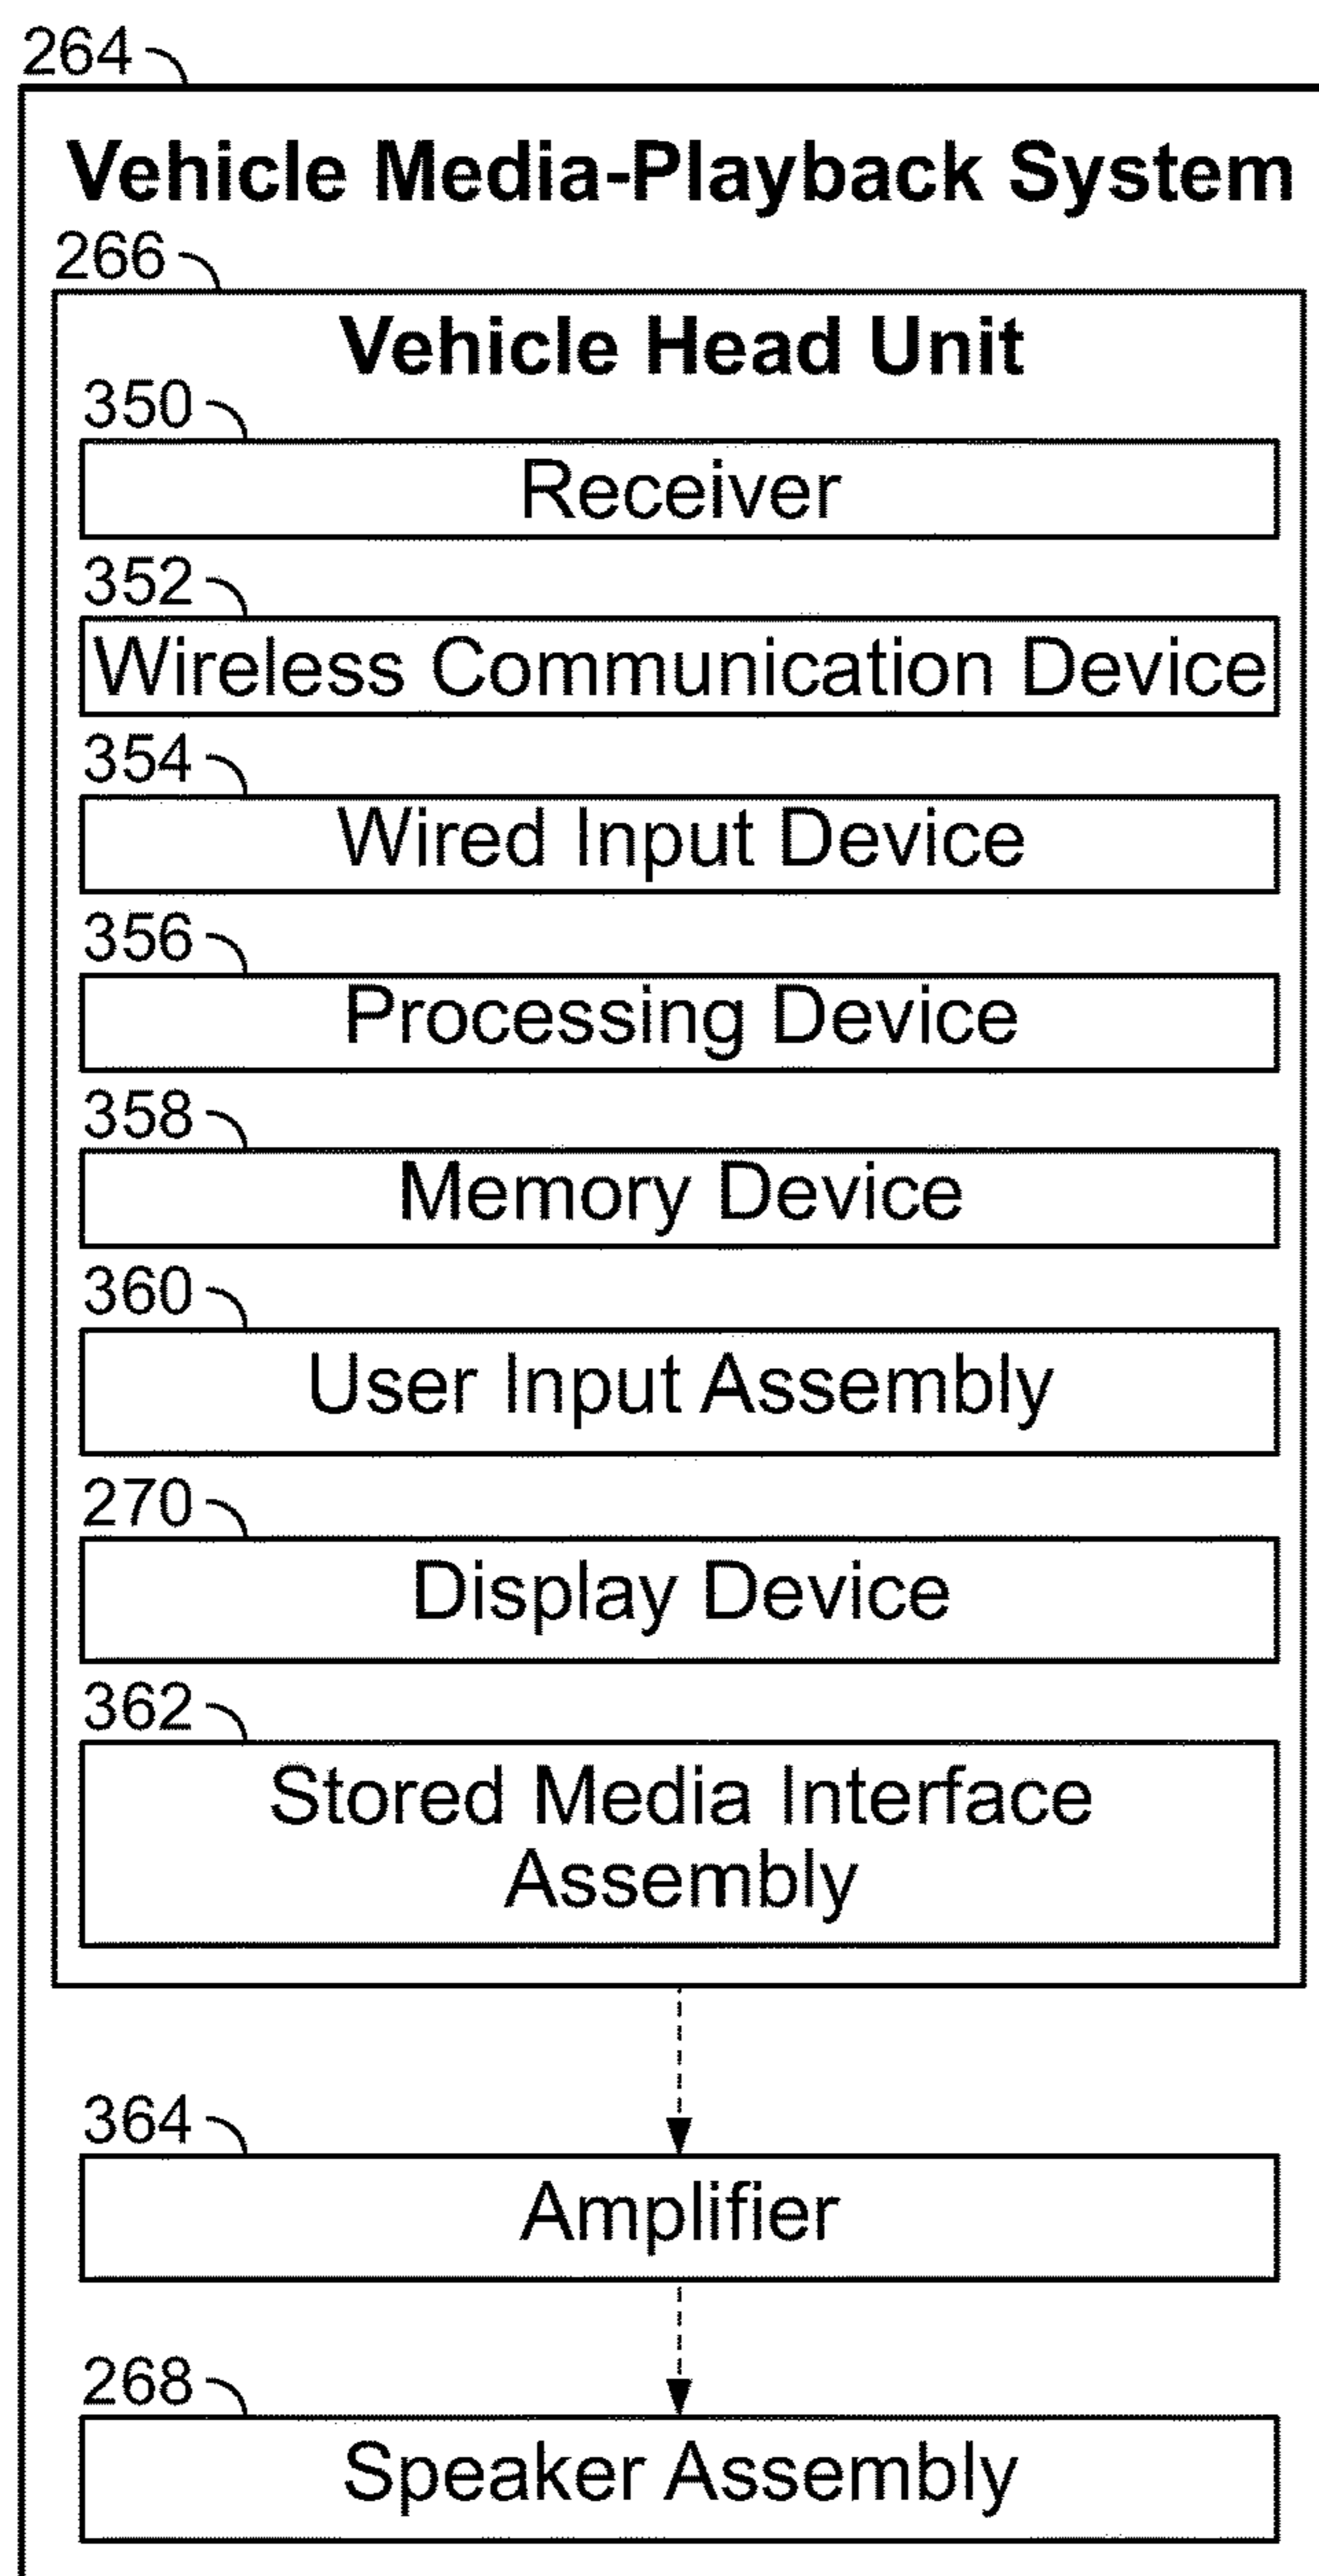 264
Vehicle Media-Playback System
266
Vehicle Head Unit
350
Receiver
352
Wireless Communication Device
354
Wired Input Device
356
Processing Device
358
Memory Device
360
User Input Assembly
270
Display Device
362
Stored Media Interface
Assembly
364
Amplifier
268
Speaker Assembly